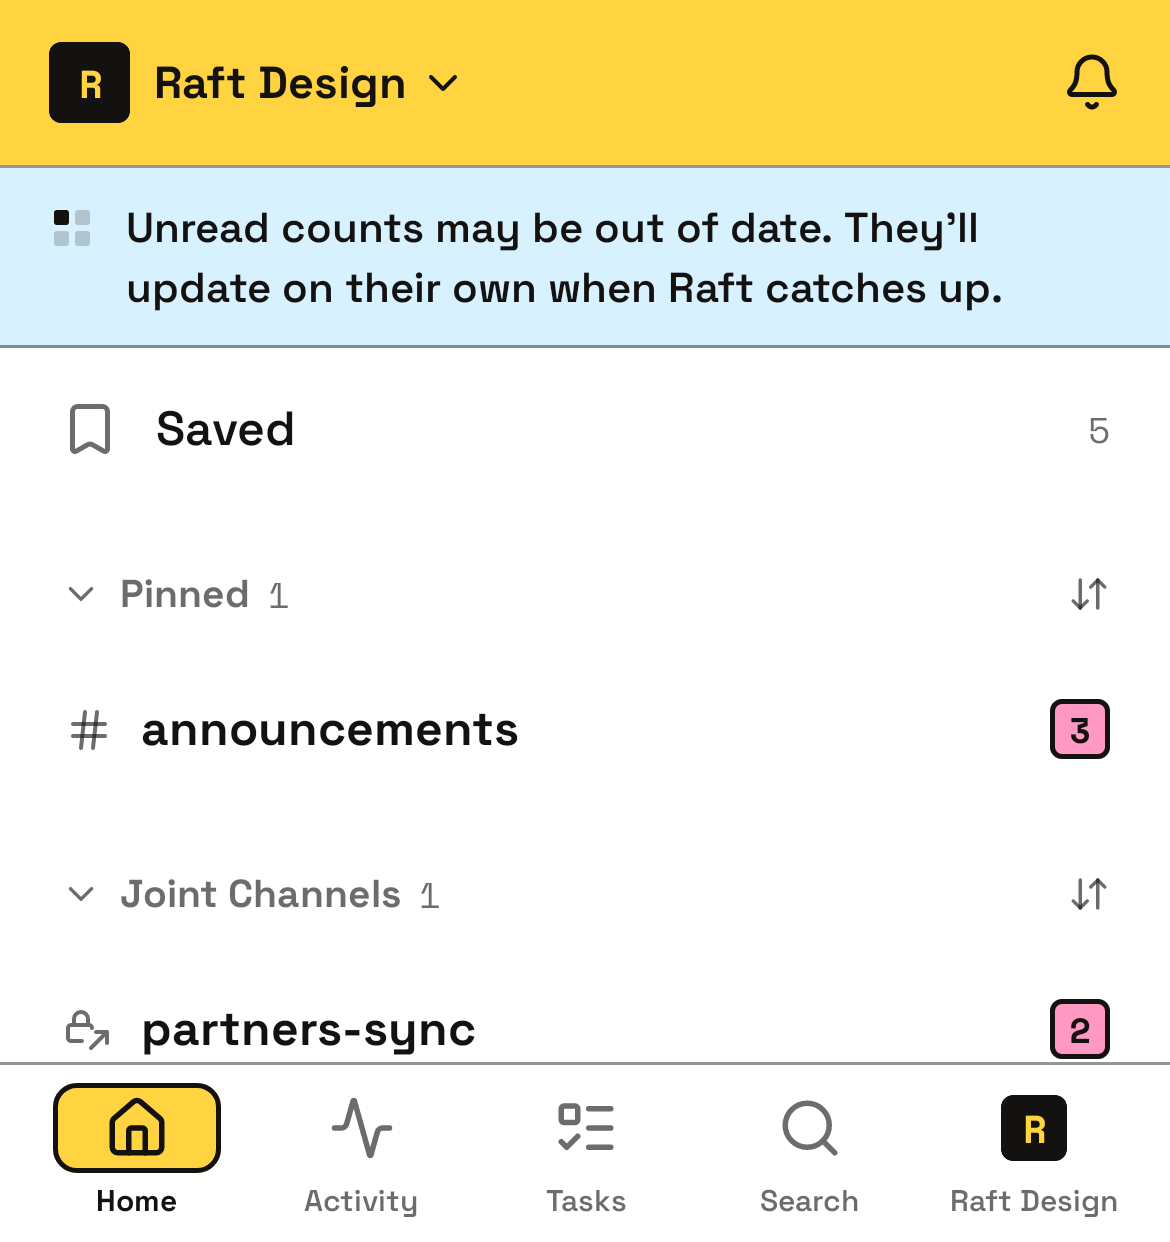 R
Raft Design
Unread counts may be out of date. They’ll
update on their own when Raft catches up.
Saved
5
Pinned 1
# announcements
3
Joint Channels 1
partners-sync
2
Home
Activity
Tasks
Search
R
Raft Design